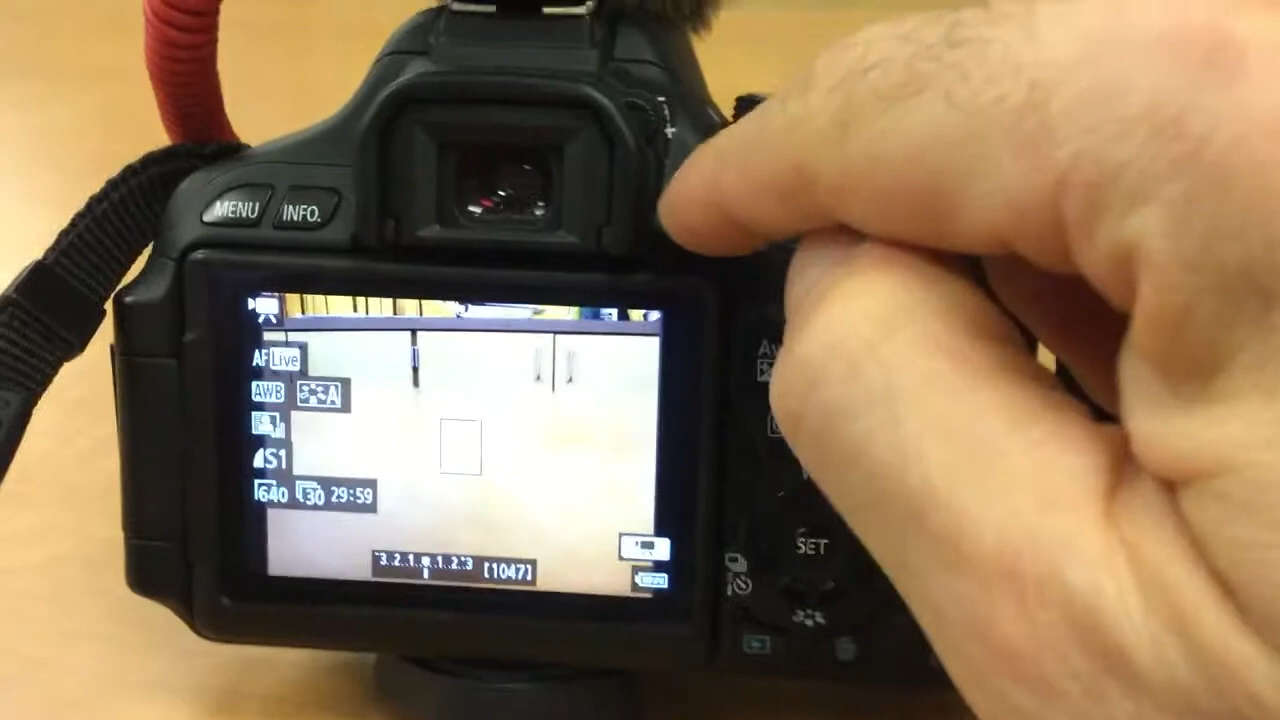 MENU INFO.
AF Live
AWB A
S1
640 30 29:59
3..2..1..0..1..2..3 [1047]
Av
SET